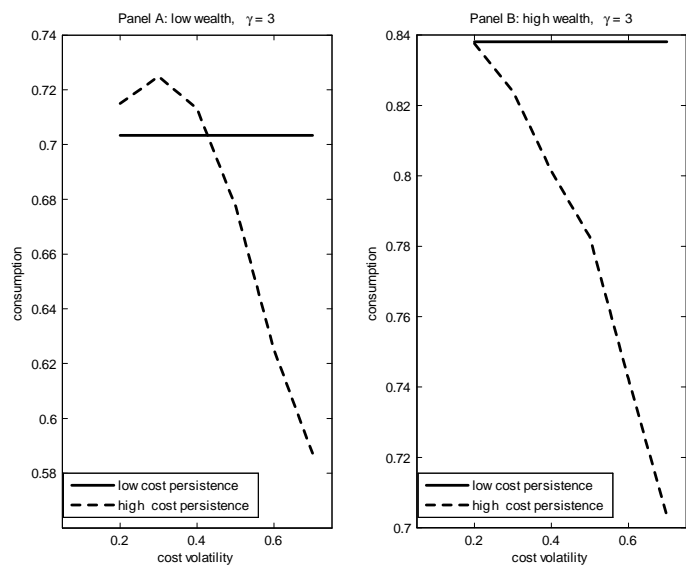 Panel A: low wealth, γ = 3
0.74
0.72
0.7
0.68
0.66
0.64
0.62
0.6
0.58
consumption
low cost persistence
high cost persistence
0.2 0.4 0.6
cost volatility
Panel B: high wealth, γ = 3
0.84
0.82
0.8
0.78
0.76
0.74
0.72
0.7
consumption
low cost persistence
high cost persistence
0.2 0.4 0.6
cost volatility